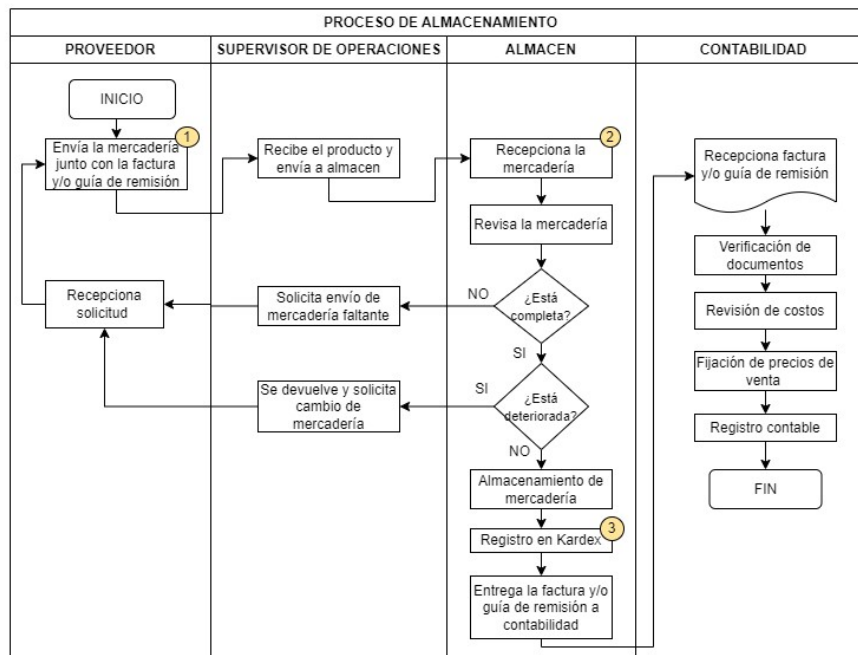 PROCESO DE ALMACENAMIENTO
PROVEEDOR
SUPERVISOR DE OPERACIONES
ALMACEN
CONTABILIDAD
INICIO
1
Envía la mercadería
junto con la factura
y/o guía de remisión
Recibe el producto y
envía a almacen
2
Recepciona la
mercadería
Recepciona factura
y/o guía de remisión
Revisa la mercadería
Verificación de
documentos
Recepciona
solicitud
Solicita envío de
mercadería faltante
NO
¿Está
completa?
Revisión de costos
SI
Fijación de precios de
venta
Se devuelve y solicita
cambio de
mercadería
SI
¿Está
deteriorada?
Registro contable
NO
Almacenamiento de
mercadería
FIN
3
Registro en Kardex
Entrega la factura y/o
guía de remisión a
contabilidad